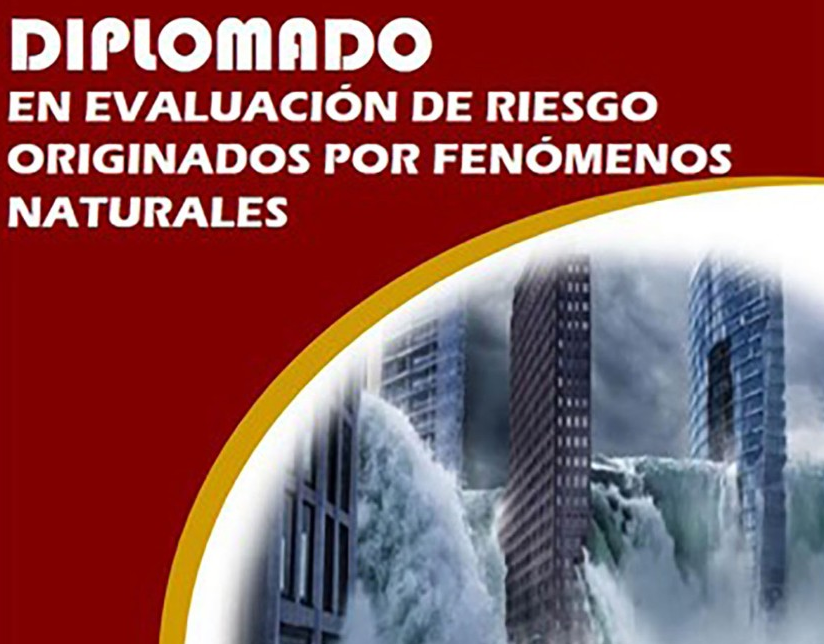 DIPLOMADO
EN EVALUACIÓN DE RIESGO
ORIGINADOS POR FENÓMENOS
NATURALES